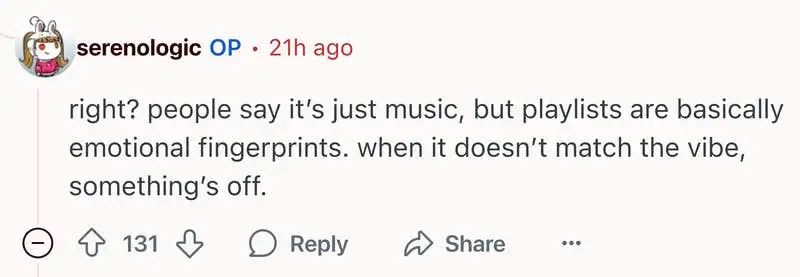 serenologic OP • 21h ago
right? people say it’s just music, but playlists are basically
emotional fingerprints. when it doesn’t match the vibe,
something’s off.
131 Reply Share ...